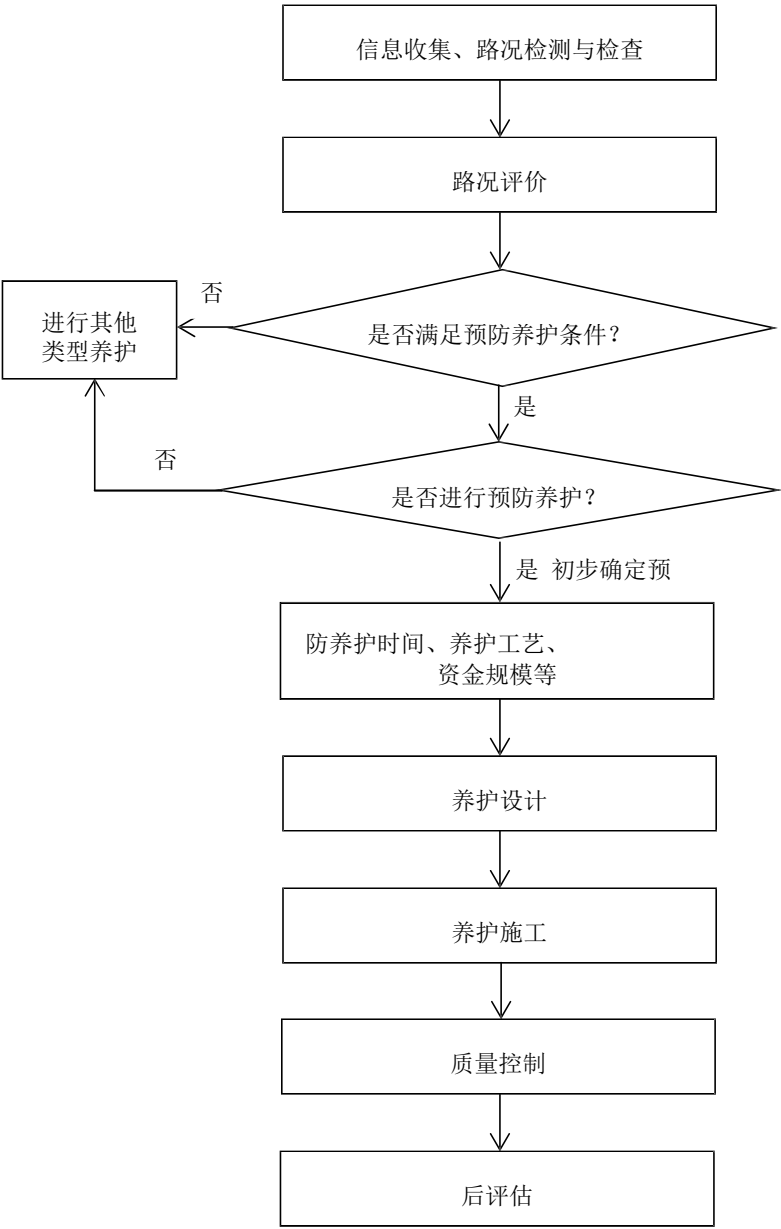 信息收集、路况检测与检查
路况评价
否
进行其他
类型养护
是否满足预防养护条件？
是
否
是否进行预防养护？
是 初步确定预
防养护时间、养护工艺、
资金规模等
养护设计
养护施工
质量控制
后评估